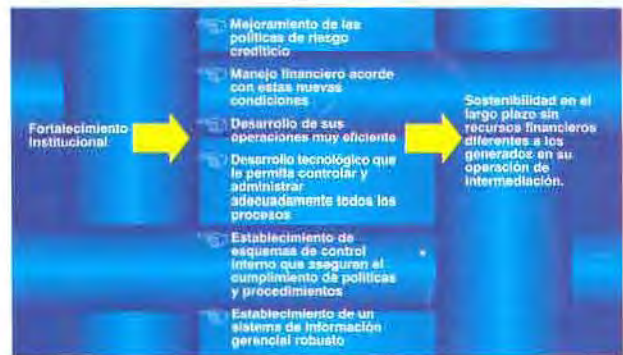 Fortalecimiento
Institucional
Mejoramiento de las
políticas de riesgo
crediticio
Manejo financiero acorde
con estas nuevas
condiciones
Desarrollo de sus
operaciones muy eficiente
Desarrollo tecnológico que
le permita controlar y
administrar
adecuadamente todos los
procesos
Establecimiento de
esquemas de control
interno que aseguran el
cumplimiento de políticas
y procedimientos
Establecimiento de un
sistema de información
gerencial robusto
Sostenibilidad en el
largo plazo sin
recursos financieros
diferentes a los
generados en su
operación de
intermediación.